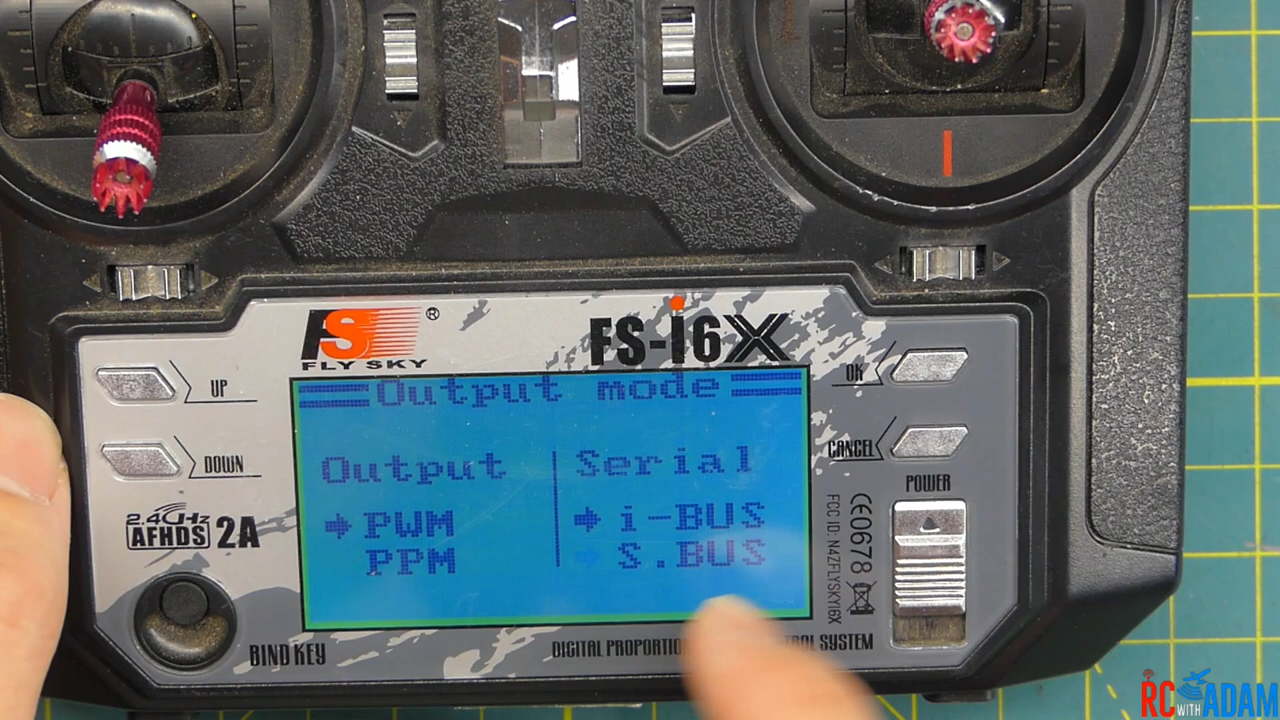 FS ®
FLY SKY
FS-i6X
UP
DOWN
OK
CANCEL
POWER
Output mode
Output
Serial
PWM
PPM
i-BUS
S.BUS
2.4GHz
AFHDS 2A
BIND KEY
DIGITAL SYSTEM
CE0678
FCC ID: N4ZFLYSKYI6X
RC WITH ADAM